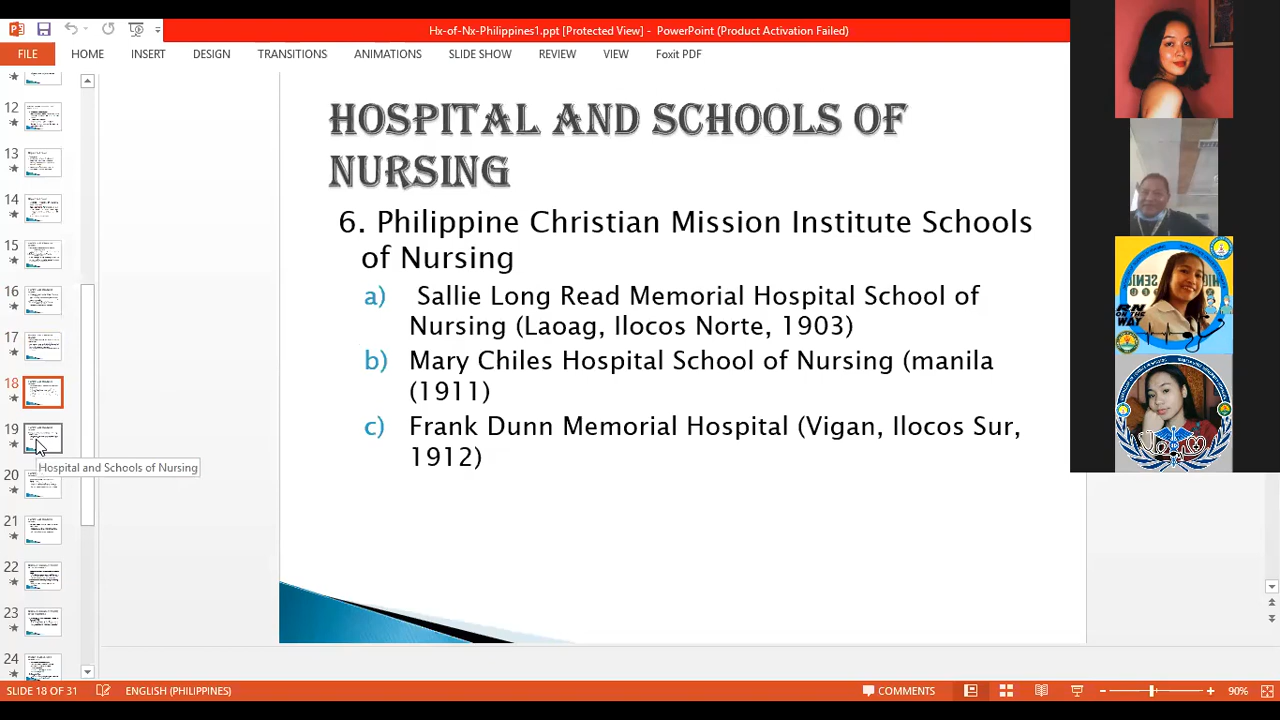 Hx-of-Nx-Philippines1.ppt [Protected View] - PowerPoint (Product Activation Failed)
FILE HOME INSERT DESIGN TRANSITIONS ANIMATIONS SLIDE SHOW REVIEW VIEW Foxit PDF
12
13
14
15
16
17
18
19
20
21
22
23
24
Hospital and Schools of Nursing
HOSPITAL AND SCHOOLS OF
NURSING
6. Philippine Christian Mission Institute Schools
of Nursing
a) Sallie Long Read Memorial Hospital School of
Nursing (Laoag, Ilocos Norte, 1903)
b) Mary Chiles Hospital School of Nursing (manila
(1911)
c) Frank Dunn Memorial Hospital (Vigan, Ilocos Sur,
1912)
RN
ON THE
WAY
SLIDE 18 OF 31 ENGLISH (PHILIPPINES) COMMENTS 90%